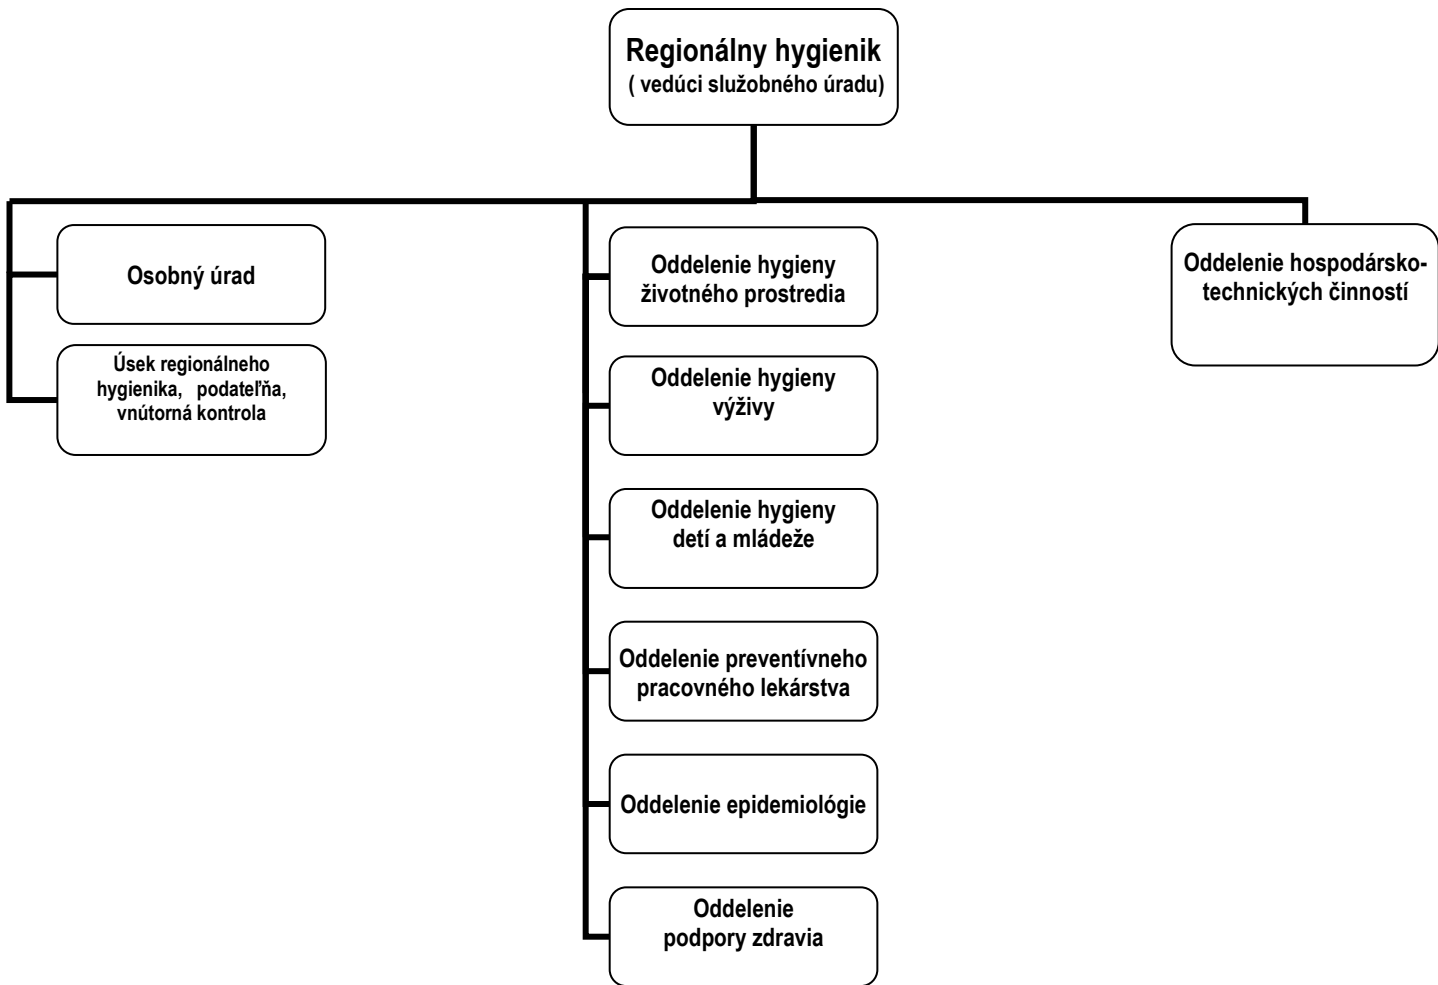 Regionálny hygienik
( vedúci služobného úradu)
Osobný úrad
Úsek regionálneho
hygienika, podateľňa,
vnútorná kontrola
Oddelenie hygieny
životného prostredia
Oddelenie hygieny
výživy
Oddelenie hygieny
detí a mládeže
Oddelenie preventívneho
pracovného lekárstva
Oddelenie epidemiológie
Oddelenie
podpory zdravia
Oddelenie hospodársko-
technických činností